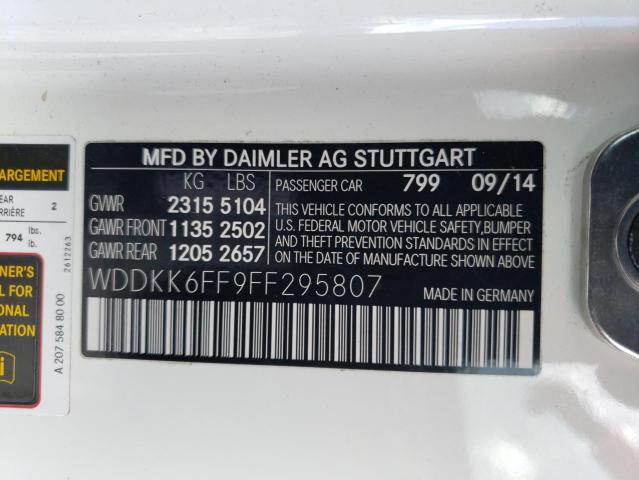 MFD BY DAIMLER AG STUTTGART
KG LBS
PASSENGER CAR 799 09/14
GVWR 2315 5104
GAWR FRONT 1135 2502
GAWR REAR 1205 2657
THIS VEHICLE CONFORMS TO ALL APPLICABLE
U.S. FEDERAL MOTOR VEHICLE SAFETY, BUMPER
AND THEFT PREVENTION STANDARDS IN EFFECT
ON THE DATE OF MANUFACTURE SHOWN ABOVE.
WDDKK6FF9FF295807
MADE IN GERMANY
ARGEMENT
EAR
RRIÈRE 2
794 lbs.
lb.
NER'S
L FOR
ONAL
ATION
i
2612263
A 207 584 80 00